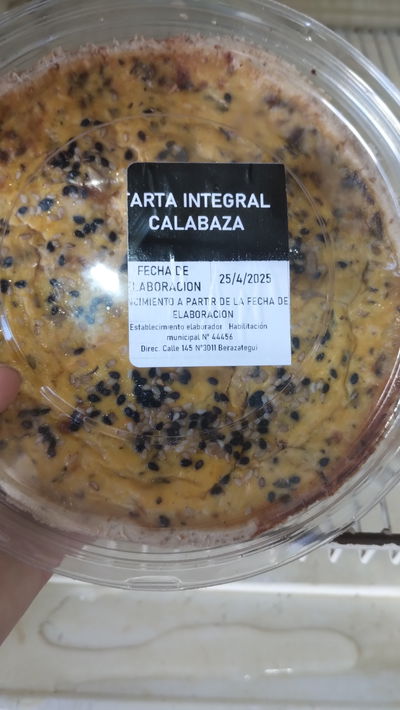 TARTA INTEGRAL
CALABAZA
FECHA DE
ELABORACION
25/4/2025
NCIMIENTO A PARTIR DE LA FECHA DE
ELABORACION
Establecimiento elaborador Habilitación
municipal N° 44456
Direc. Calle 145 N°3011 Berazategui